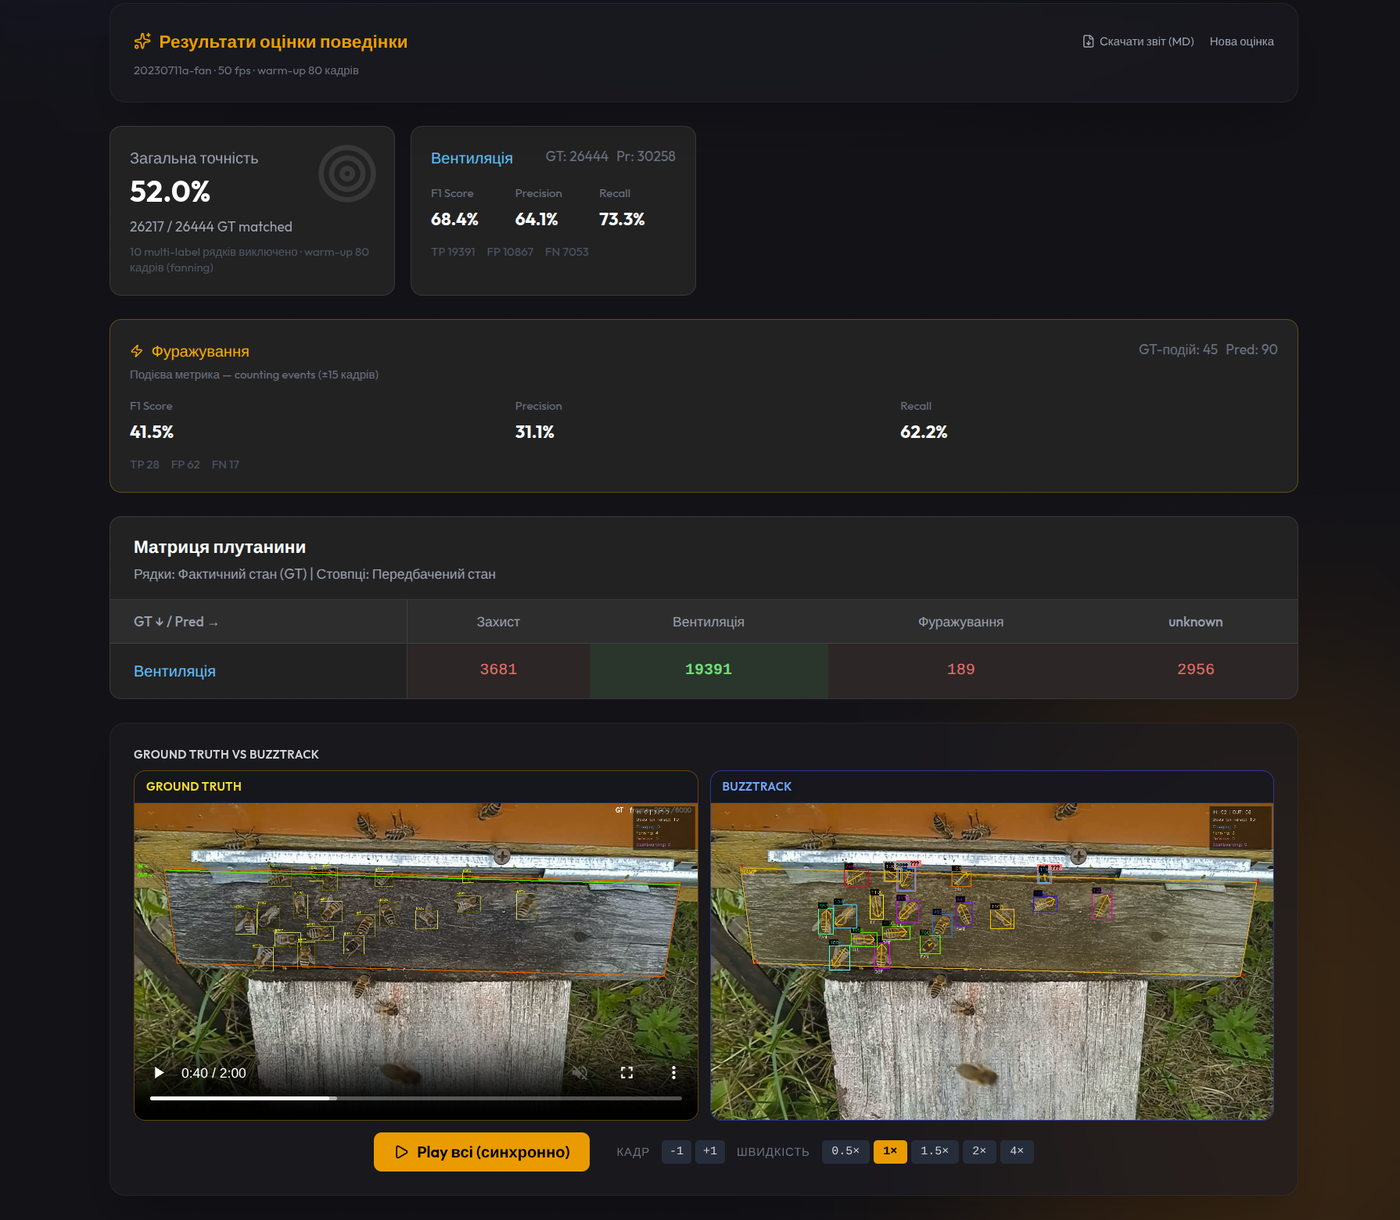 Результати оцінки поведінки
Скачати звіт (MD)
Нова оцінка
20230711a-fan · 50 fps · warm-up 80 кадрів
Загальна точність
52.0%
26217 / 26444 GT matched
10 multi-label рядків виключено · warm-up 80
кадрів (fanning)
Вентиляція
GT: 26444 Pr: 30258
F1 Score Precision Recall
68.4% 64.1% 73.3%
TP 19391 FP 10867 FN 7053
Фуражування
GT-подій: 45 Pred: 90
Подієва метрика — counting events (±15 кадрів)
F1 Score Precision Recall
41.5% 31.1% 62.2%
TP 28 FP 62 FN 17
Матриця плутанини
Рядки: Фактичний стан (GT) | Стовпці: Передбачений стан
GT ↓ / Pred → Захист Вентиляція Фуражування unknown
Вентиляція 3681 19391 189 2956
GROUND TRUTH VS BUZZTRACK
GROUND TRUTH
GT
0:40 / 2:00
BUZZTRACK
Play всі (синхронно)
КАДР -1 +1 ШВИДКІСТЬ 0.5× 1× 1.5× 2× 4×